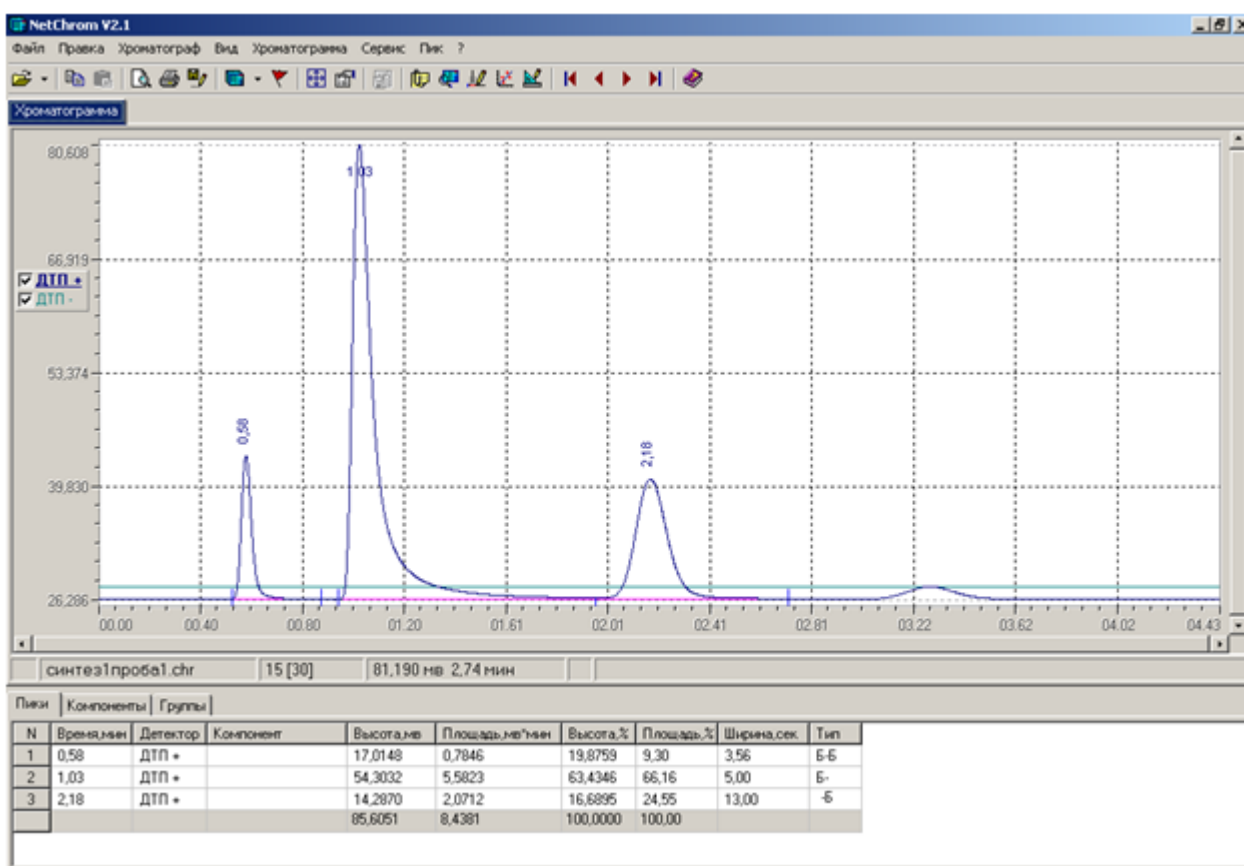 NetChrom V2.1
Файл Правка Хроматограф Вид Хроматограмма Сервис Пик ?
Хроматограмма
80,608
1,03
66,919
ДТП +
ДТП -
53,374
0,58
2,18
39,830
26,286
00.00 00.40 00.80 01.20 01.61 02.01 02.41 02.81 03.22 03.62 04.02 04.43
синтез1проба1.chr 15 [30] 81,190 мв 2,74 мин
Пики Компоненты Группы
N Время,мин Детектор Компонент Высота,мв Площадь,мв*мин Высота,% Площадь,% Ширина,сек. Тип
1 0,58 ДТП + 17,0148 0,7846 19,8759 9,30 3,56 Б-Б
2 1,03 ДТП + 54,3032 5,5823 63,4346 66,16 5,00 Б-
3 2,18 ДТП + 14,2870 2,0712 16,6895 24,55 13,00 -Б
85,6051 8,4381 100,0000 100,00